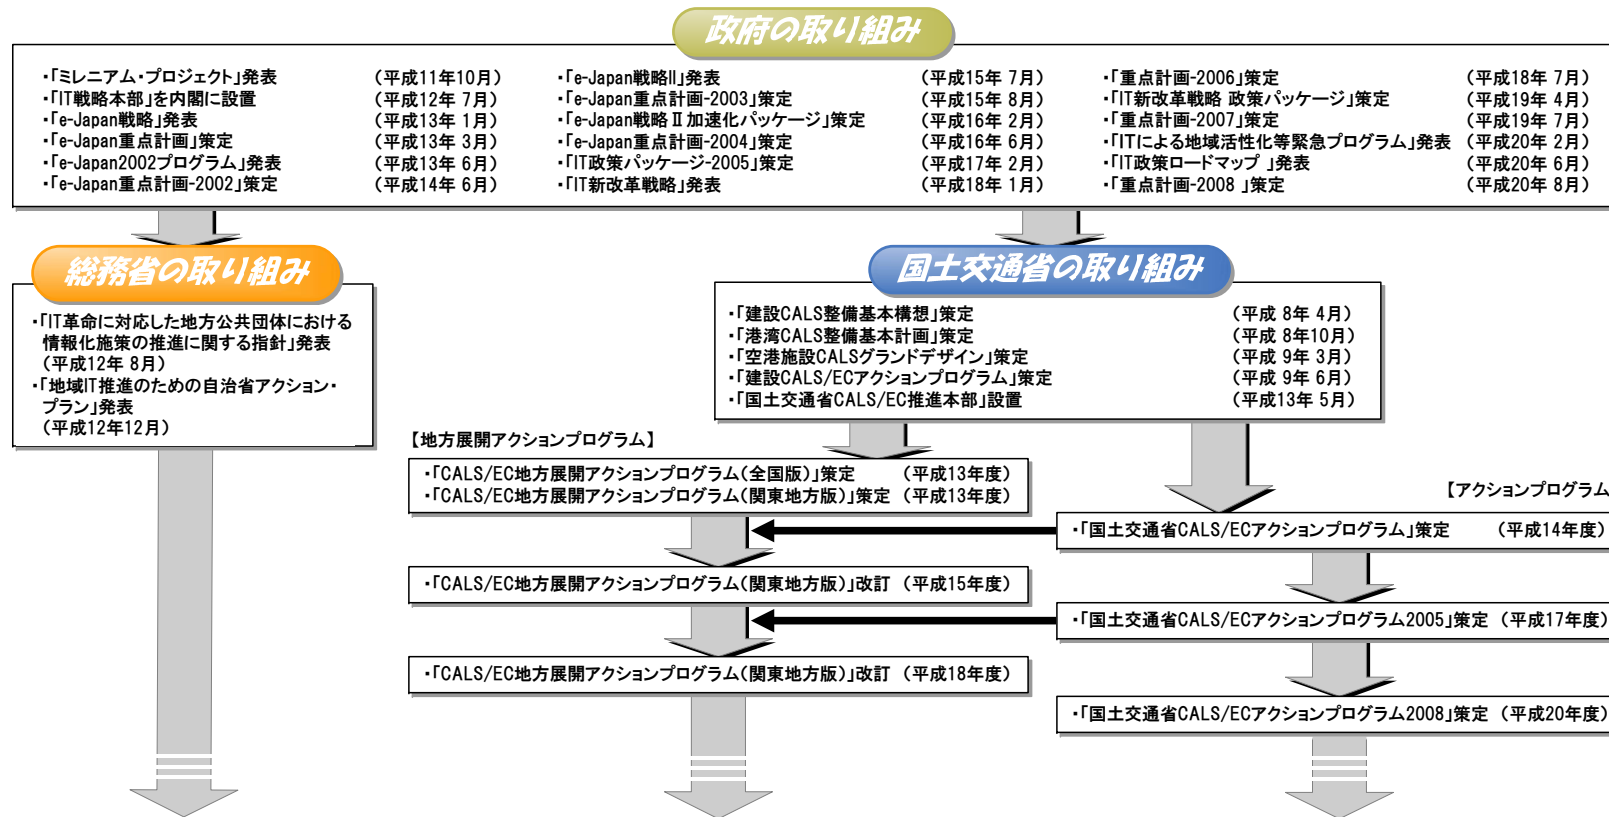 政府の取り組み
・「ミレニアム・プロジェクト」発表 (平成11年10月)
・「IT戦略本部」を内閣に設置 (平成12年 7月)
・「e-Japan戦略」発表 (平成13年 1月)
・「e-Japan重点計画」策定 (平成13年 3月)
・「e-Japan2002プログラム」発表 (平成13年 6月)
・「e-Japan重点計画-2002」策定 (平成14年 6月)
・「e-Japan戦略II」発表 (平成15年 7月)
・「e-Japan重点計画-2003」策定 (平成15年 8月)
・「e-Japan戦略Ⅱ加速化パッケージ」策定 (平成16年 2月)
・「e-Japan重点計画-2004」策定 (平成16年 6月)
・「IT政策パッケージ-2005」策定 (平成17年 2月)
・「IT新改革戦略」発表 (平成18年 1月)
・「重点計画-2006」策定 (平成18年 7月)
・「IT新改革戦略 政策パッケージ」策定 (平成19年 4月)
・「重点計画-2007」策定 (平成19年 7月)
・「ITによる地域活性化等緊急プログラム」発表 (平成20年 2月)
・「IT政策ロードマップ 」発表 (平成20年 6月)
・「重点計画-2008 」策定 (平成20年 8月)
総務省の取り組み
・「IT革命に対応した地方公共団体における
情報化施策の推進に関する指針」発表
(平成12年 8月)
・「地域IT推進のための自治省アクション・
プラン」発表
(平成12年12月)
国土交通省の取り組み
・「建設CALS整備基本構想」策定 (平成 8年 4月)
・「港湾CALS整備基本計画」策定 (平成 8年10月)
・「空港施設CALSグランドデザイン」策定 (平成 9年 3月)
・「建設CALS/ECアクションプログラム」策定 (平成 9年 6月)
・「国土交通省CALS/EC推進本部」設置 (平成13年 5月)
【地方展開アクションプログラム】
・「CALS/EC地方展開アクションプログラム(全国版)」策定 (平成13年度)
・「CALS/EC地方展開アクションプログラム(関東地方版)」策定 (平成13年度)
・「CALS/EC地方展開アクションプログラム(関東地方版)」改訂 (平成15年度)
・「CALS/EC地方展開アクションプログラム(関東地方版)」改訂 (平成18年度)
【アクションプログラム
・「国土交通省CALS/ECアクションプログラム」策定 (平成14年度)
・「国土交通省CALS/ECアクションプログラム2005」策定 (平成17年度)
・「国土交通省CALS/ECアクションプログラム2008」策定 (平成20年度)